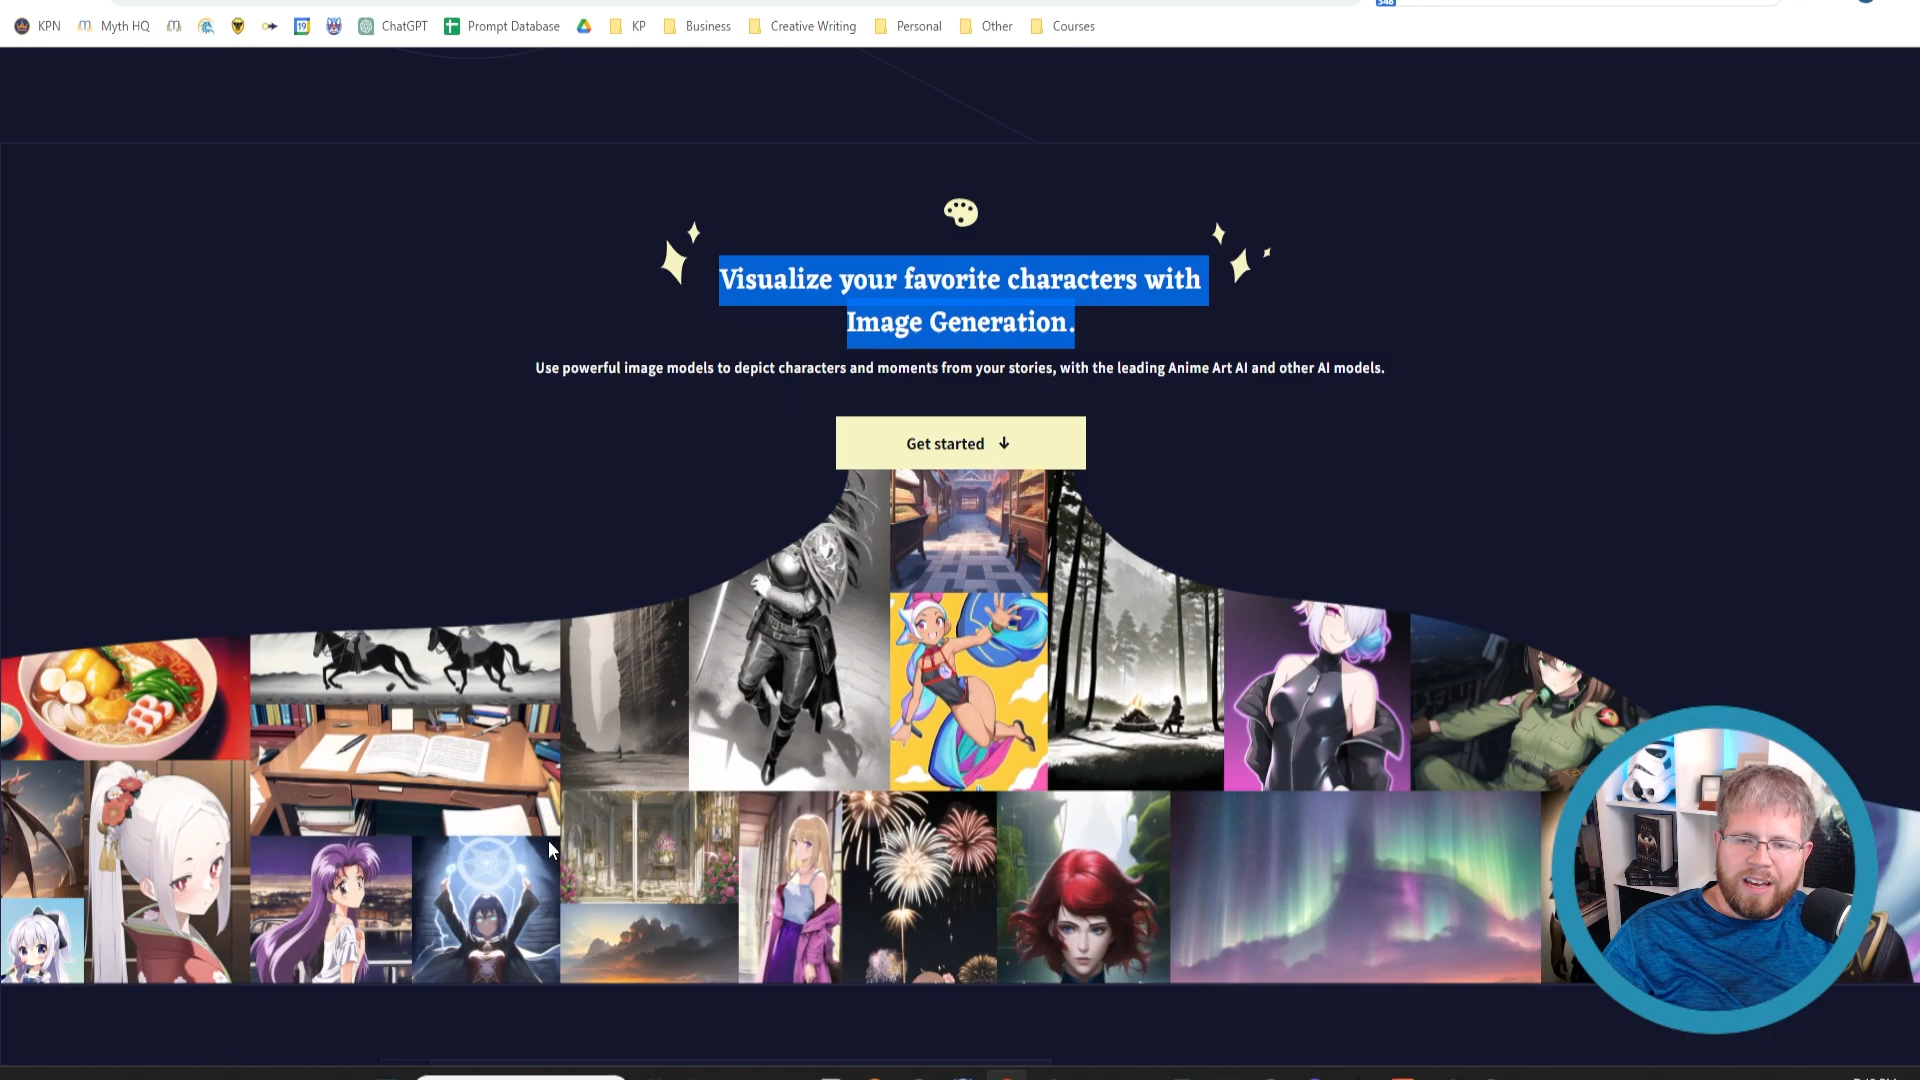 KPN Myth HQ 19 ChatGPT Prompt Database KP Business Creative Writing Personal Other Courses
Visualize your favorite characters with
Image Generation.
Use powerful image models to depict characters and moments from your stories, with the leading Anime Art AI and other AI models.
Get started